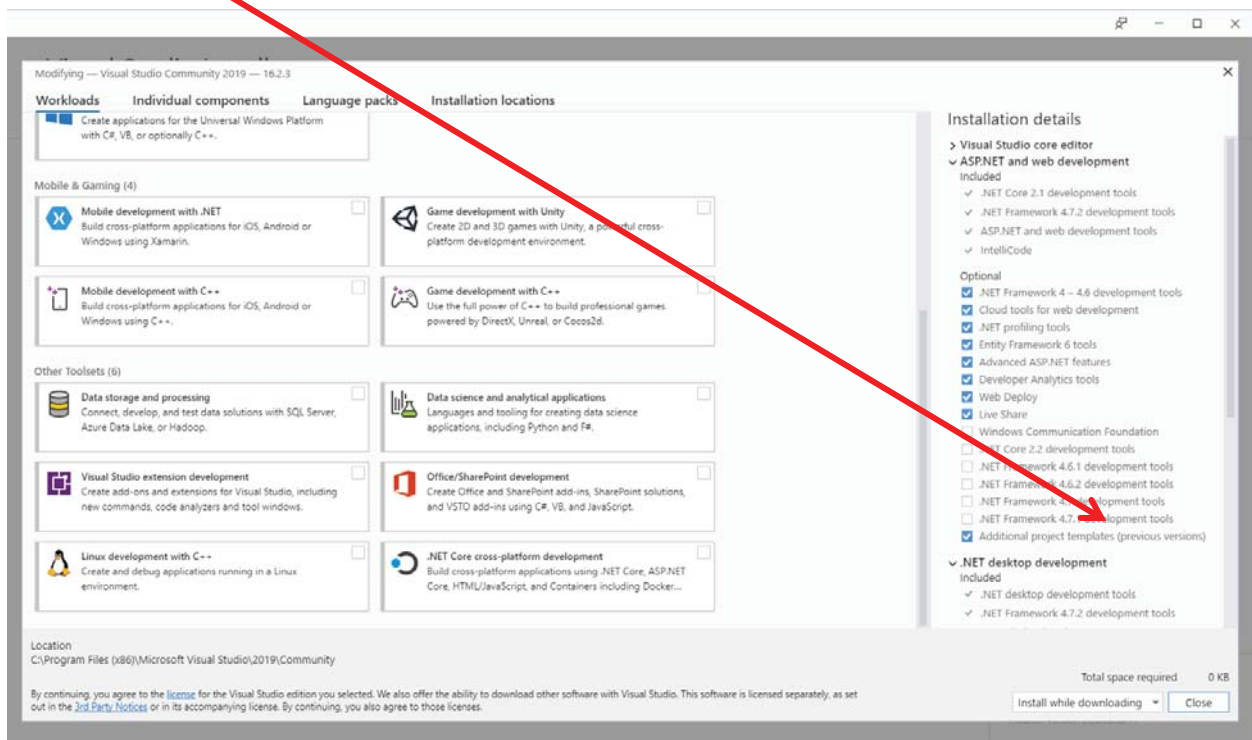 Modifying — Visual Studio Community 2019 — 16.2.3
Workloads Individual components Language packs Installation locations
Create applications for the Universal Windows Platform
with C#, VB, or optionally C++.
Mobile & Gaming (4)
Mobile development with .NET
Build cross-platform applications for iOS, Android or
Windows using Xamarin.
Game development with Unity
Create 2D and 3D games with Unity, a powerful cross-
platform development environment.
Mobile development with C++
Build cross-platform applications for iOS, Android or
Windows using C++.
Game development with C++
Use the full power of C++ to build professional games
powered by DirectX, Unreal, or Cocos2d.
Other Toolsets (6)
Data storage and processing
Connect, develop, and test data solutions with SQL Server,
Azure Data Lake, or Hadoop.
Data science and analytical applications
Languages and tooling for creating data science
applications, including Python and F#.
Visual Studio extension development
Create add-ons and extensions for Visual Studio, including
new commands, code analyzers and tool windows.
Office/SharePoint development
Create Office and SharePoint add-ins, SharePoint solutions,
and VSTO add-ins using C#, VB, and JavaScript.
Linux development with C++
Create and debug applications running in a Linux
environment.
.NET Core cross-platform development
Build cross-platform applications using .NET Core, ASP.NET
Core, HTML/JavaScript, and Containers including Docker...
Installation details
Visual Studio core editor
ASP.NET and web development
Included
.NET Core 2.1 development tools
.NET Framework 4.7.2 development tools
ASP.NET and web development tools
IntelliCode
Optional
.NET Framework 4 – 4.6 development tools
Cloud tools for web development
.NET profiling tools
Entity Framework 6 tools
Advanced ASP.NET features
Developer Analytics tools
Web Deploy
Live Share
Windows Communication Foundation
.NET Core 2.2 development tools
.NET Framework 4.6.1 development tools
.NET Framework 4.6.2 development tools
.NET Framework development tools
.NET Framework 4.7.1 development tools
Additional project templates (previous versions)
.NET desktop development
Included
.NET desktop development tools
.NET Framework 4.7.2 development tools
Location
C:\Program Files (x86)\Microsoft Visual Studio\2019\Community
Total space required 0 KB
By continuing, you agree to the license for the Visual Studio edition you selected. We also offer the ability to download other software with Visual Studio. This software is licensed separately, as set
out in the 3rd Party Notices or in its accompanying license. By continuing, you also agree to those licenses.
Install while downloading Close